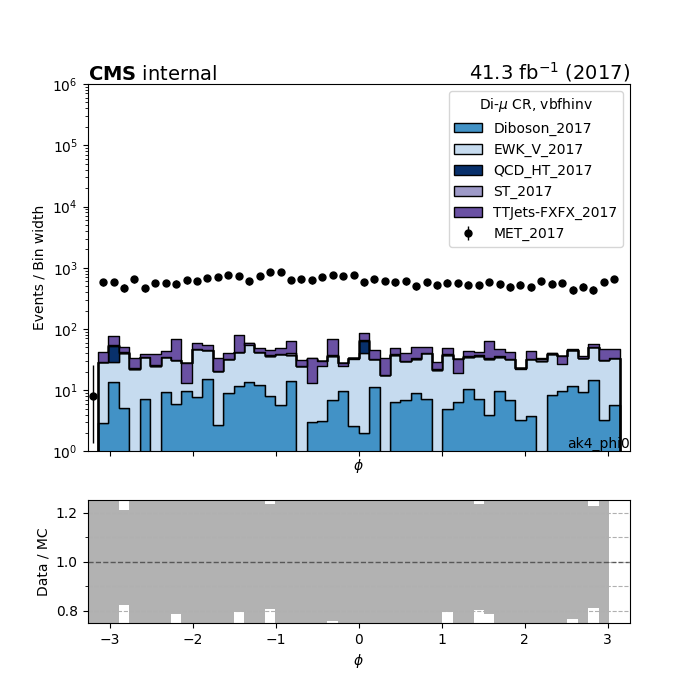 CMS internal
41.3 fb⁻¹ (2017)
Events / Bin width
10⁶
10⁵
10⁴
10³
10²
10¹
10⁰
Di-μ CR, vbfhinv
Diboson_2017
EWK_V_2017
QCD_HT_2017
ST_2017
TTJets-FXFX_2017
MET_2017
ak4_phi0
ϕ
Data / MC
1.2
1.0
0.8
−3 −2 −1 0 1 2 3
ϕ